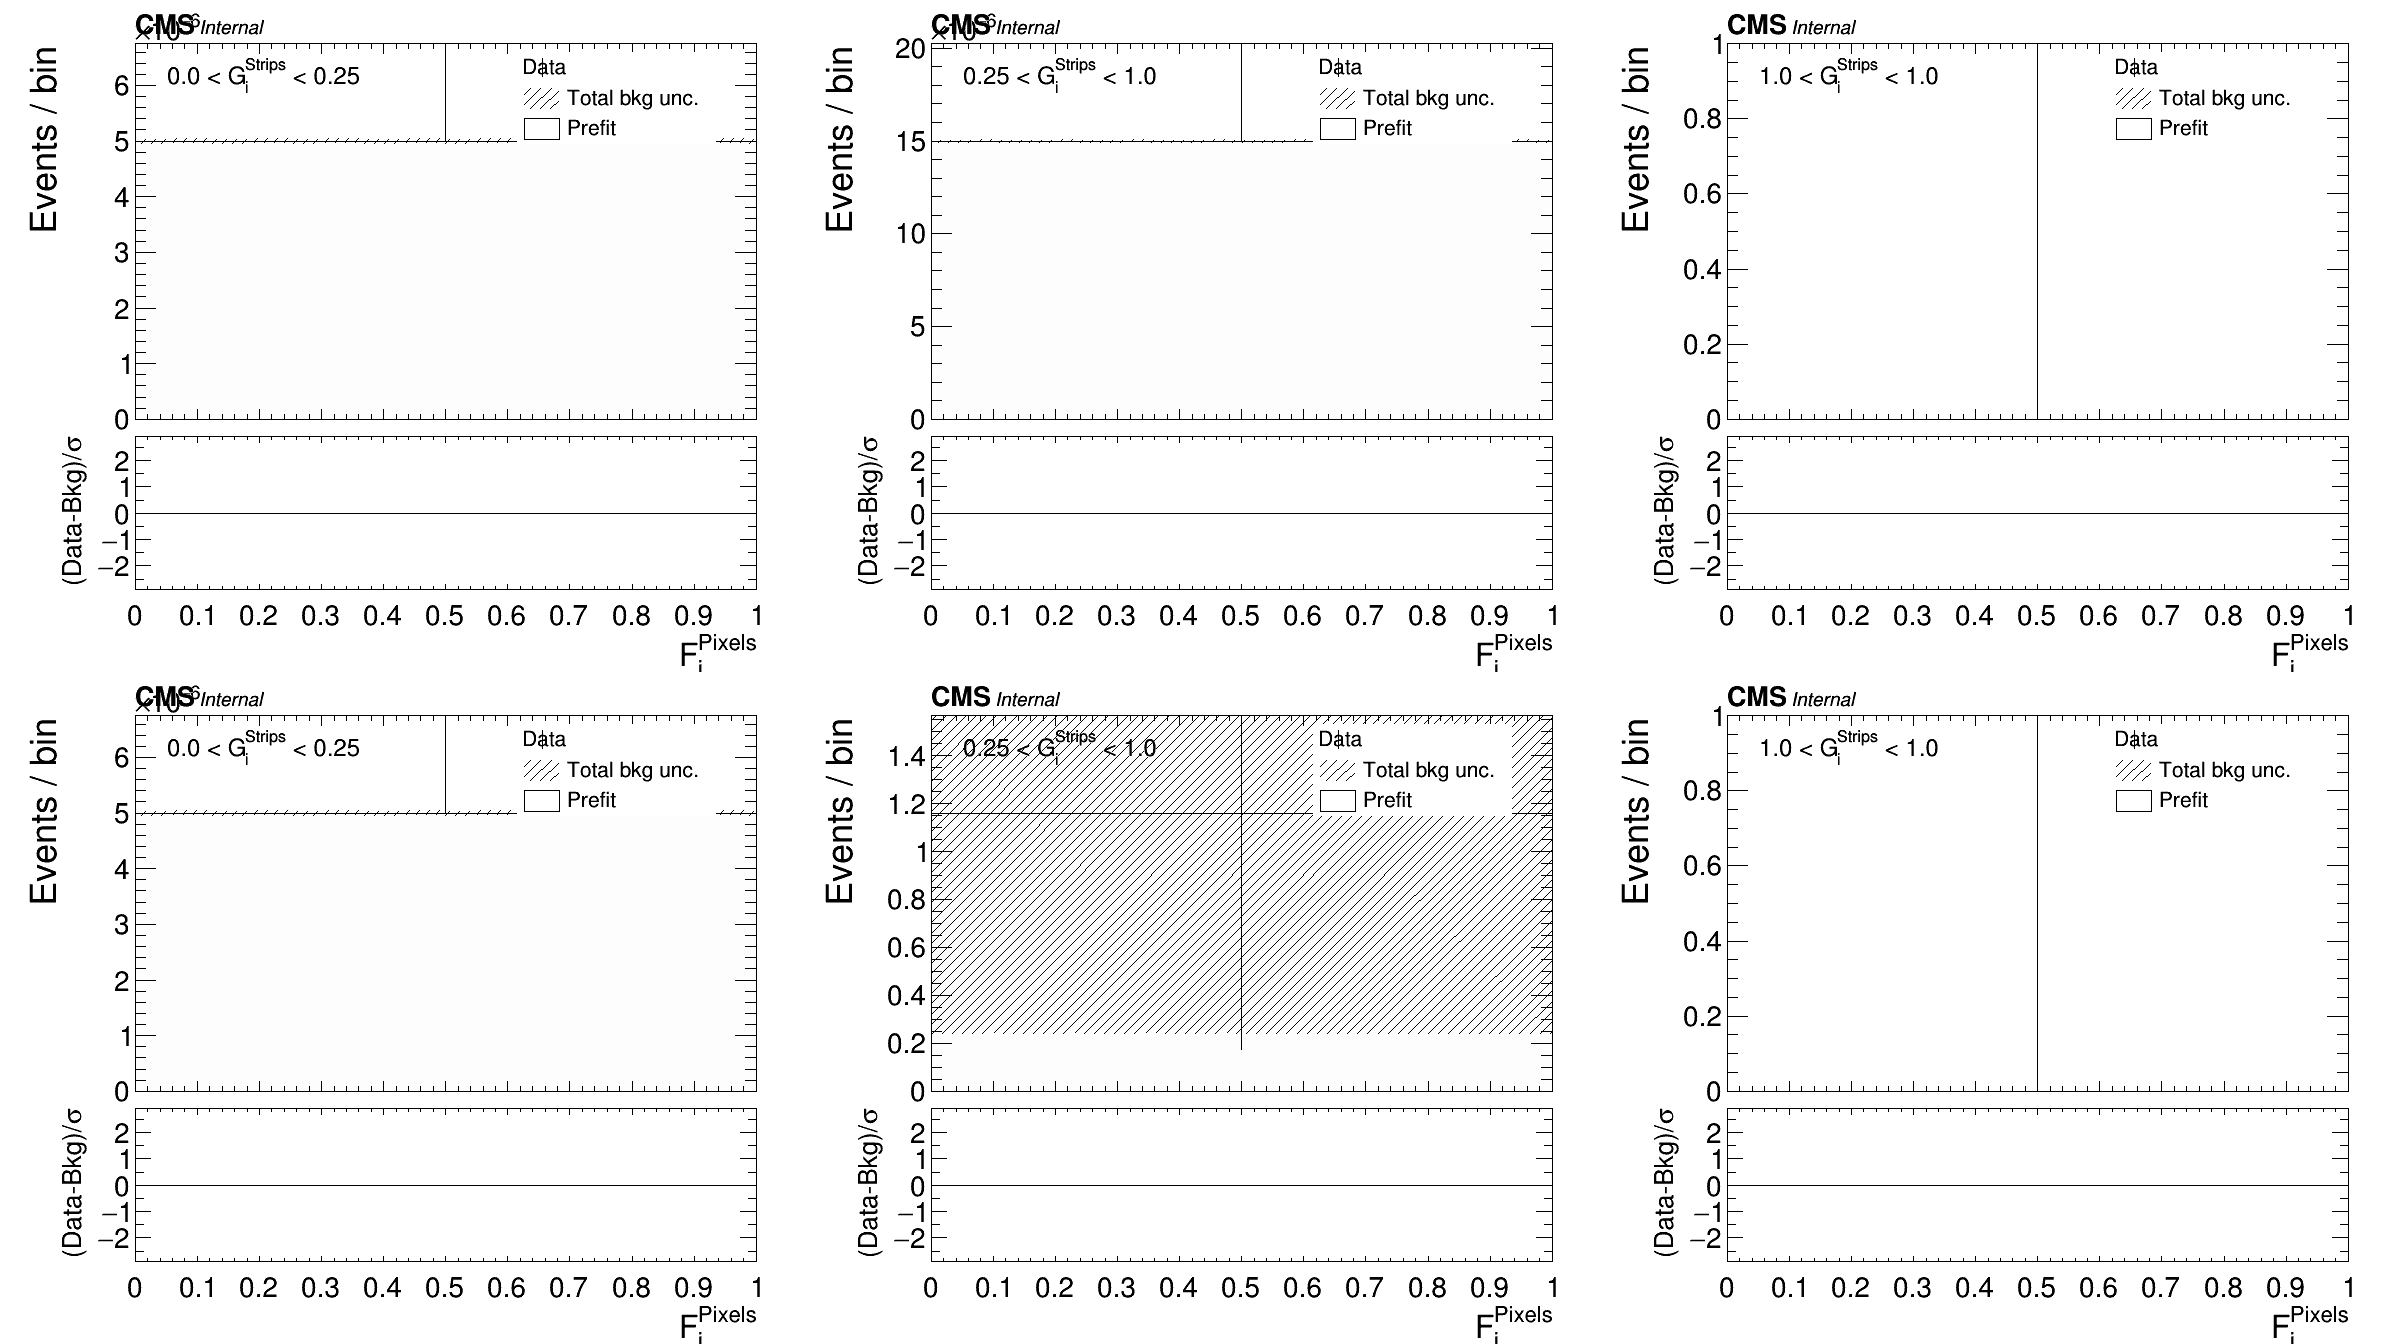 CMS Internal
×10⁻⁶
0.0 < G_i^Strips < 0.25
Data
Total bkg unc.
Prefit
Events / bin
6
5
4
3
2
1
0
(Data-Bkg)/σ
2
1
0
−1
−2
0 0.1 0.2 0.3 0.4 0.5 0.6 0.7 0.8 0.9 1
F_i^Pixels
CMS Internal
×10⁻⁶
0.25 < G_i^Strips < 1.0
Data
Total bkg unc.
Prefit
Events / bin
20
15
10
5
0
(Data-Bkg)/σ
2
1
0
−1
−2
0 0.1 0.2 0.3 0.4 0.5 0.6 0.7 0.8 0.9 1
F_i^Pixels
CMS Internal
1.0 < G_i^Strips < 1.0
Data
Total bkg unc.
Prefit
Events / bin
1
0.8
0.6
0.4
0.2
0
(Data-Bkg)/σ
2
1
0
−1
−2
0 0.1 0.2 0.3 0.4 0.5 0.6 0.7 0.8 0.9 1
F_i^Pixels
CMS Internal
×10⁻⁶
0.0 < G_i^Strips < 0.25
Data
Total bkg unc.
Prefit
Events / bin
6
5
4
3
2
1
0
(Data-Bkg)/σ
2
1
0
−1
−2
0 0.1 0.2 0.3 0.4 0.5 0.6 0.7 0.8 0.9 1
F_i^Pixels
CMS Internal
0.25 < G_i^Strips < 1.0
Data
Total bkg unc.
Prefit
Events / bin
1.4
1.2
1
0.8
0.6
0.4
0.2
0
(Data-Bkg)/σ
2
1
0
−1
−2
0 0.1 0.2 0.3 0.4 0.5 0.6 0.7 0.8 0.9 1
F_i^Pixels
CMS Internal
1.0 < G_i^Strips < 1.0
Data
Total bkg unc.
Prefit
Events / bin
1
0.8
0.6
0.4
0.2
0
(Data-Bkg)/σ
2
1
0
−1
−2
0 0.1 0.2 0.3 0.4 0.5 0.6 0.7 0.8 0.9 1
F_i^Pixels